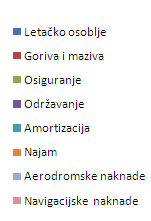 Letačko osoblje
Goriva i maziva
Osiguranje
Održavanje
Amortizacija
Najam
Aerodromske naknade
Navigacijske naknade